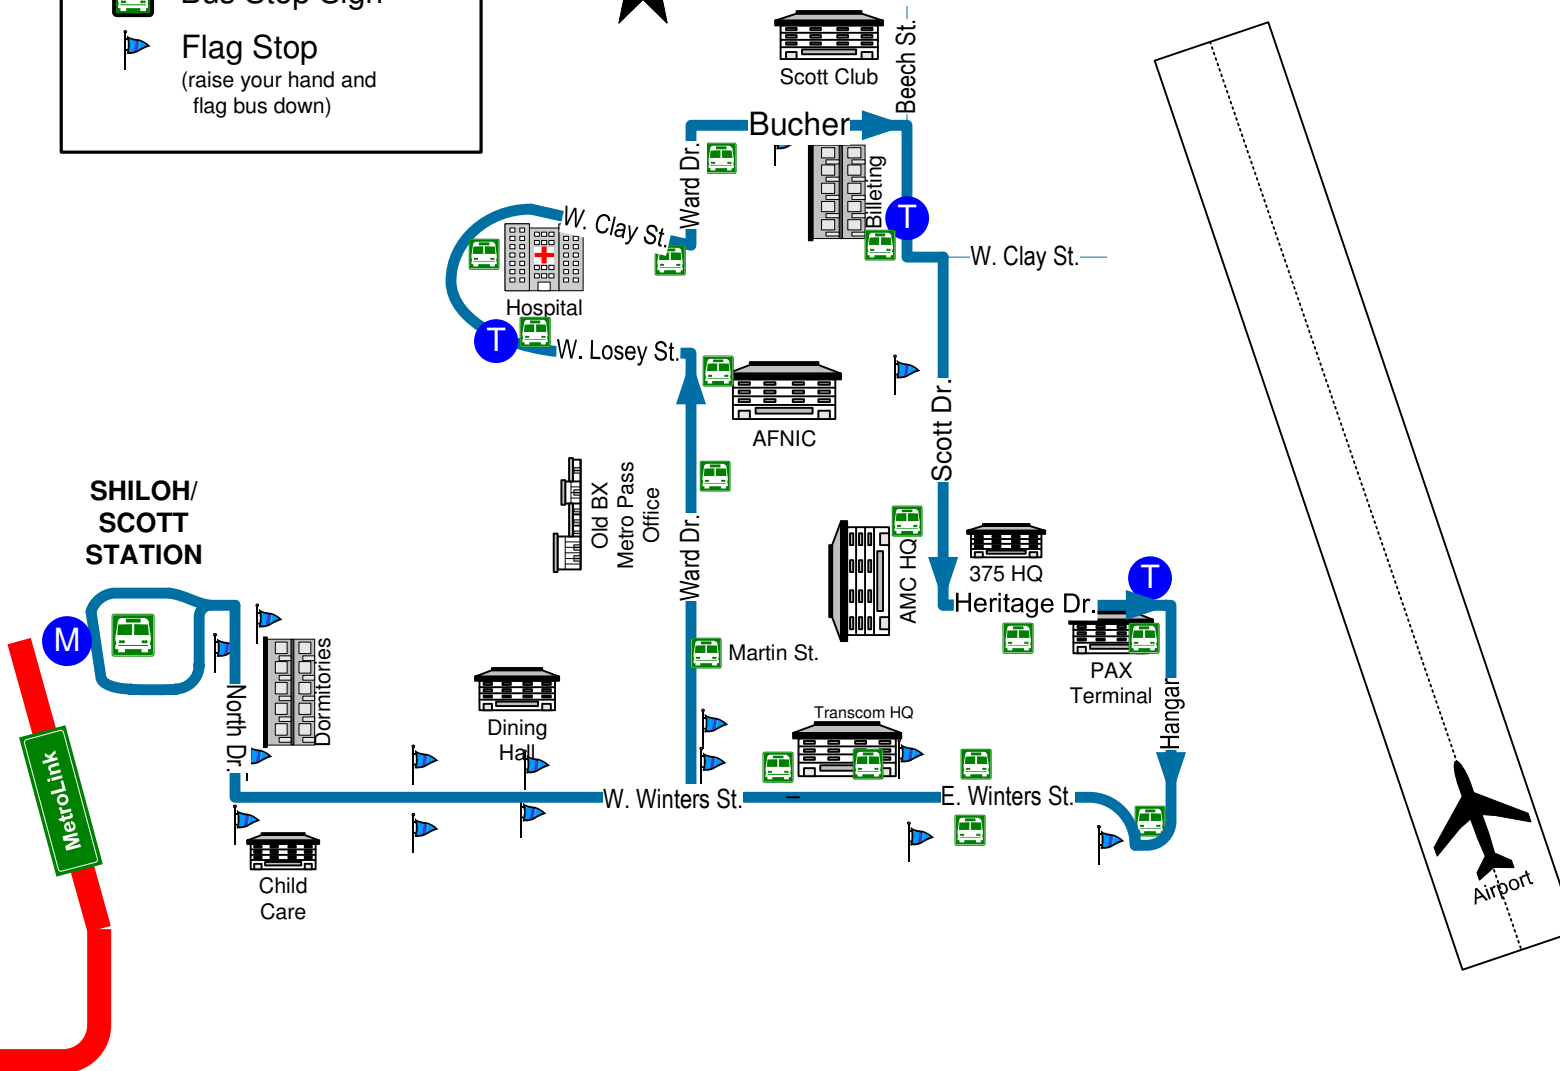 Bus Stop Sign
Flag Stop
(raise your hand and
flag bus down)
Scott Club
Beech St.
Bucher
Ward Dr.
Billeting
T
W. Clay St.
W. Clay St.
Hospital
T
W. Losey St.
AFNIC
Scott Dr.
Old BX
Metro Pass
Office
Ward Dr.
SHILOH/
SCOTT
STATION
M
AMC HQ
375 HQ
T
Heritage Dr.
Martin St.
PAX
Terminal
Hangar
North Dr.
Dormitories
Dining
Hall
Transcom HQ
MetroLink
W. Winters St.
E. Winters St.
Child
Care
Airport